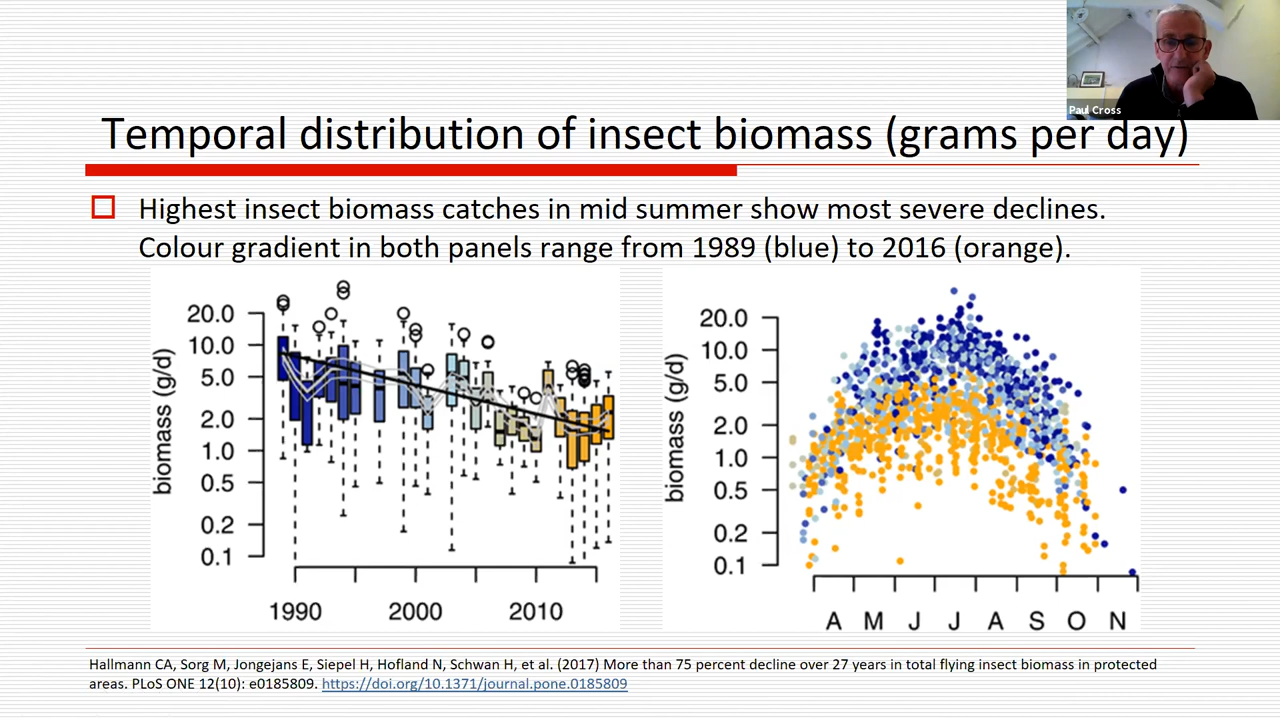 Paul Cross
Temporal distribution of insect biomass (grams per day)
Highest insect biomass catches in mid summer show most severe declines.
Colour gradient in both panels range from 1989 (blue) to 2016 (orange).
biomass (g/d)
20.0
10.0
5.0
2.0
1.0
0.5
0.2
0.1
1990 2000 2010
biomass (g/d)
20.0
10.0
5.0
2.0
1.0
0.5
0.2
0.1
A M J J A S O N
Hallmann CA, Sorg M, Jongejans E, Siepel H, Hofland N, Schwan H, et al. (2017) More than 75 percent decline over 27 years in total flying insect biomass in protected
areas. PLoS ONE 12(10): e0185809. https://doi.org/10.1371/journal.pone.0185809